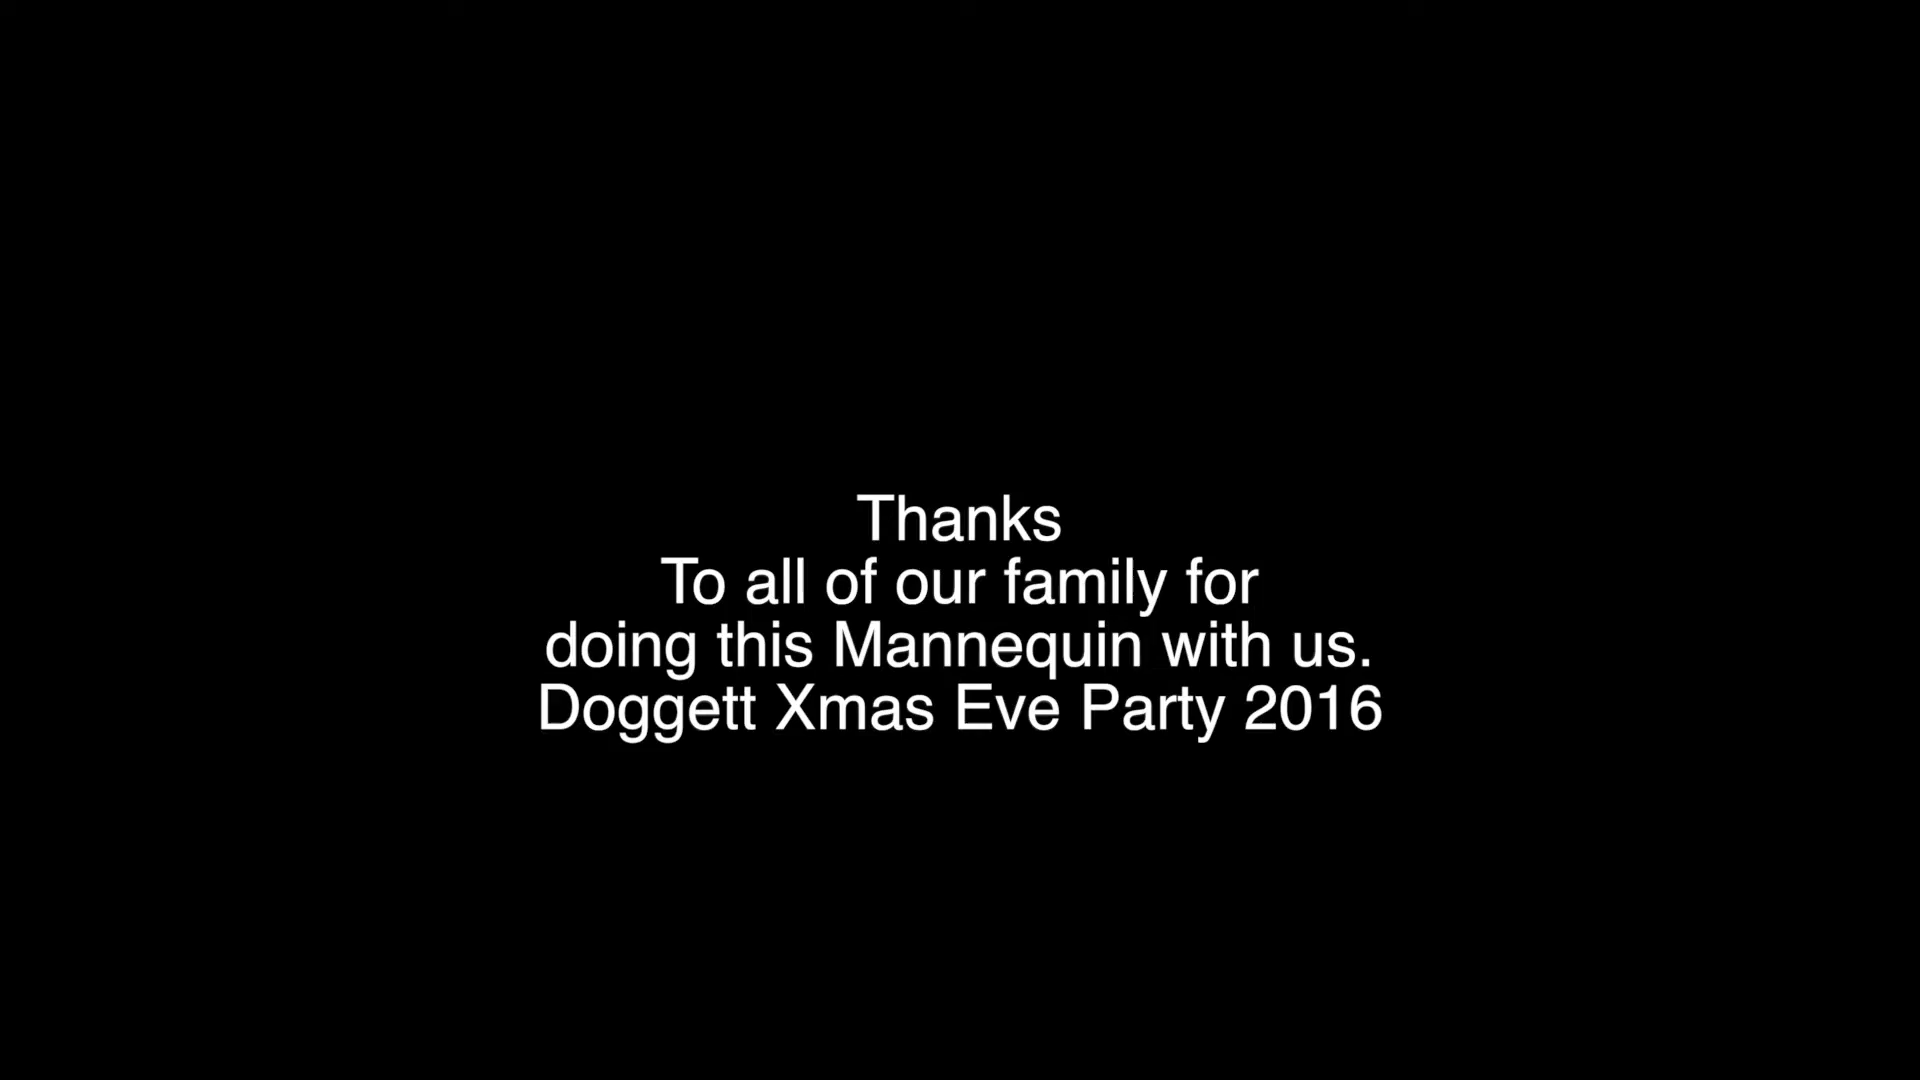 Thanks
To all of our family for
doing this Mannequin with us.
Doggett Xmas Eve Party 2016